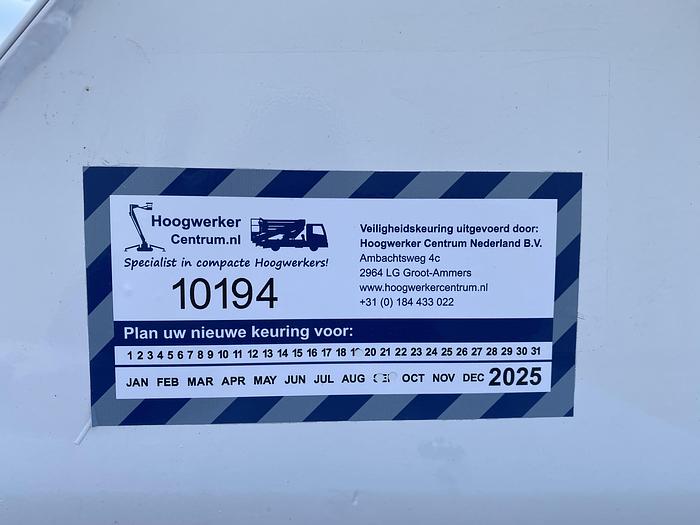 Hoogwerker
Centrum.nl
Specialist in compacte Hoogwerkers!
10194
Veiligheidskeuring uitgevoerd door:
Hoogwerker Centrum Nederland B.V.
Ambachtsweg 4c
2964 LG Groot-Ammers
www.hoogwerkercentrum.nl
+31 (0) 184 433 022
Plan uw nieuwe keuring voor:
1 2 3 4 5 6 7 8 9 10 11 12 13 14 15 16 17 18 20 21 22 23 24 25 26 27 28 29 30 31
JAN FEB MAR APR MAY JUN JUL AUG OCT NOV DEC 2025